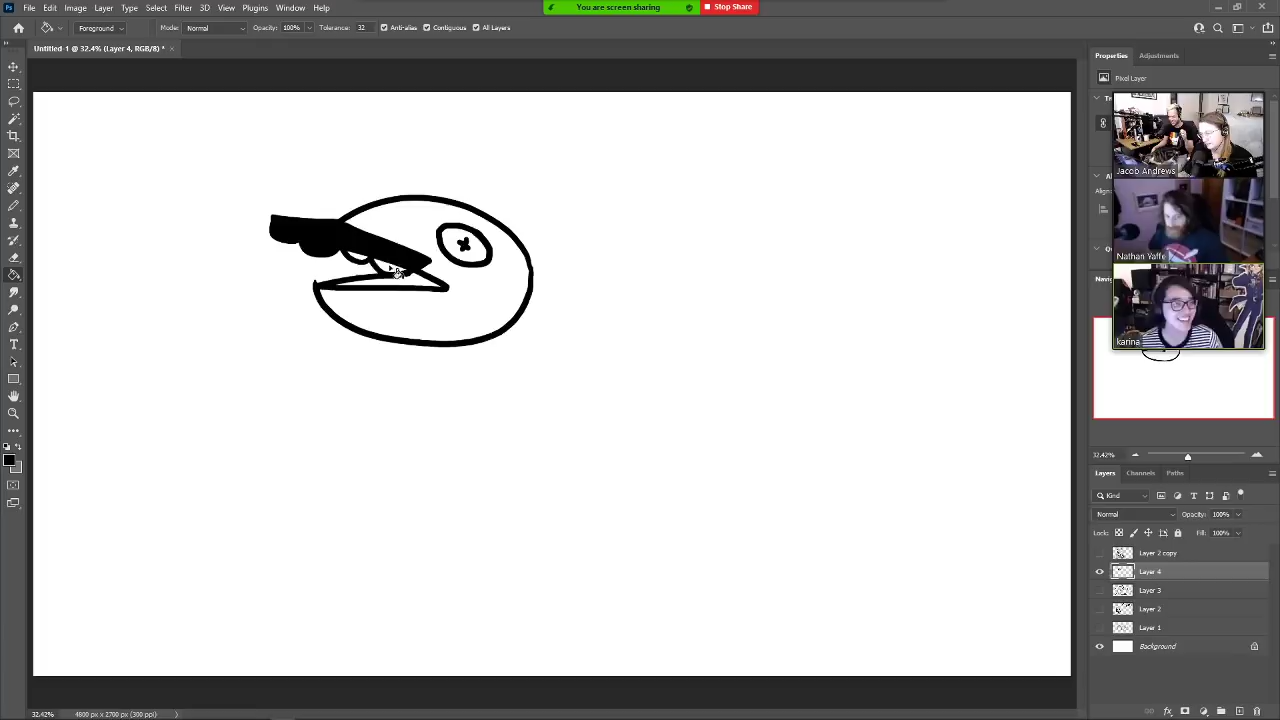 File Edit Image Layer Type Select Filter 3D View Plugins Window Help
You are screen sharing Stop Share
Foreground Mode: Normal Opacity: 100% Tolerance: 32 Anti-alias Contiguous All Layers
Untitled-1 @ 32.4% (Layer 4, RGB/8) *
Properties Adjustments
Pixel Layer
Jacob Andrews
Nathan Yaffe
karina
32.42%
Layers Channels Paths
Kind
Normal Opacity: 100%
Lock: Fill: 100%
Layer 2 copy
Layer 4
Layer 3
Layer 2
Layer 1
Background
32.42% 4800 px x 2700 px (300 ppi)